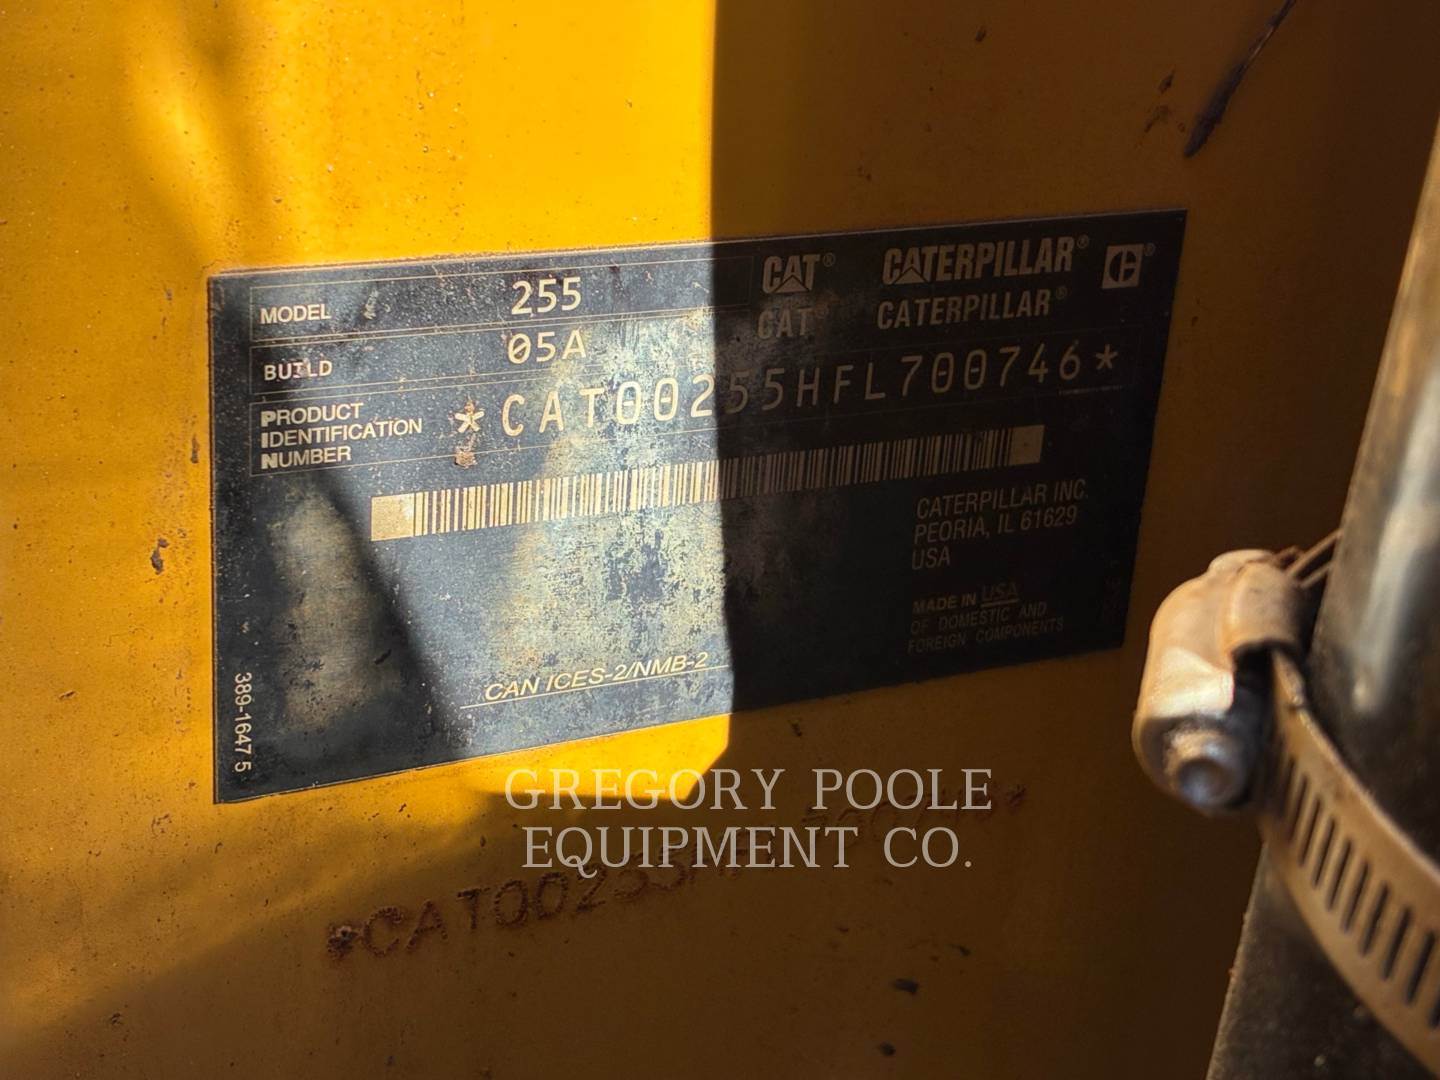 MODEL 255 CAT® CATERPILLAR® ®
BUILD 05A CAT® CATERPILLAR®
PRODUCT IDENTIFICATION NUMBER *CAT00255HFL700746*
CATERPILLAR INC.
PEORIA, IL 61629
USA
MADE IN USA
OF DOMESTIC AND
FOREIGN COMPONENTS
CAN ICES-2/NMB-2
389-1647 5
GREGORY POOLE
EQUIPMENT CO.